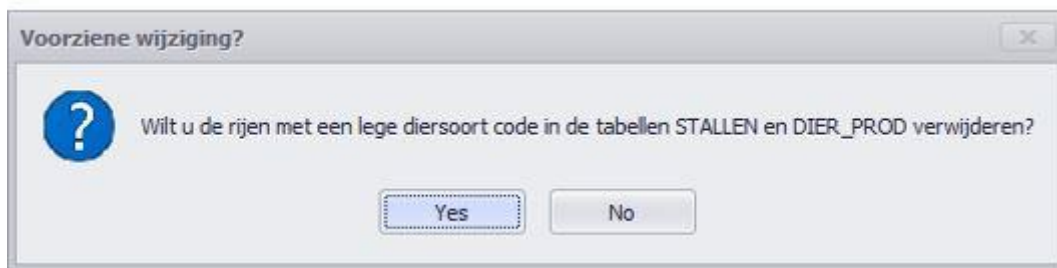 Voorziene wijziging?
Wilt u de rijen met een lege diersoort code in de tabellen STALLEN en DIER_PROD verwijderen?
Yes
No